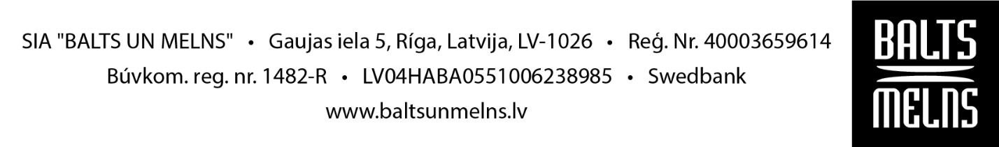 SIA "BALTS UN MELNS" • Gaujas iela 5, Ríga, Latvija, LV-1026 • Reģ. Nr. 40003659614
Búvkom. reg. nr. 1482-R • LV04HABA0551006238985 • Swedbank
www.baltsunmelns.lv
BALTS
MELNS